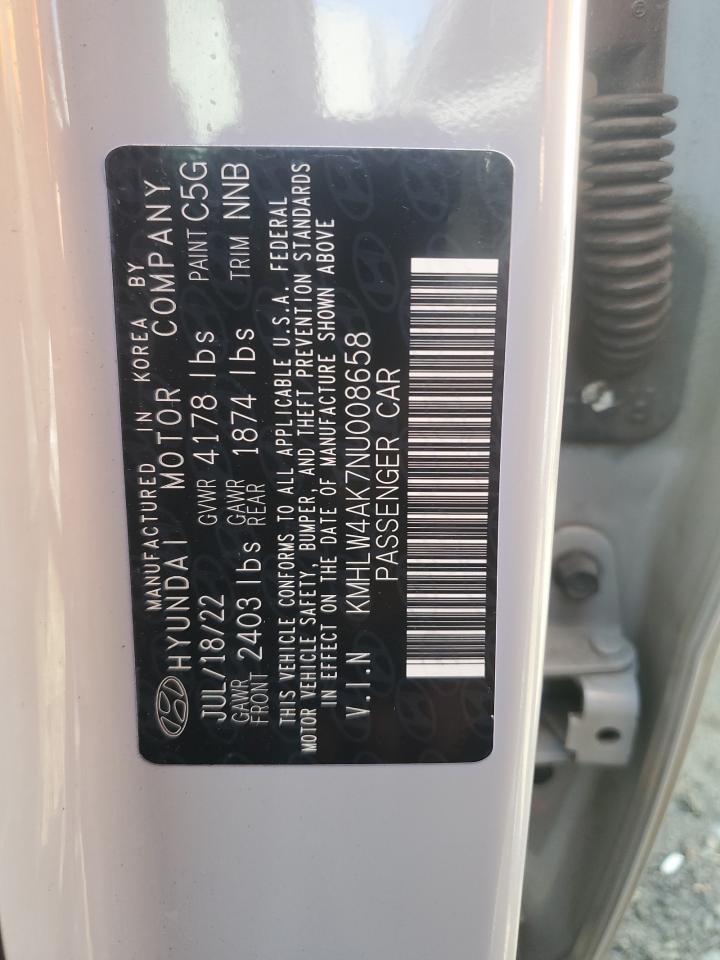 MANUFACTURED IN KOREA BY
HYUNDAI MOTOR COMPANY
JUL/18/22 GVWR 4178 lbs PAINT C5G
GAWR FRONT 2403 lbs GAWR REAR 1874 lbs TRIM NNB
THIS VEHICLE CONFORMS TO ALL APPLICABLE U.S.A. FEDERAL
MOTOR VEHICLE SAFETY, BUMPER, AND THEFT PREVENTION STANDARDS
IN EFFECT ON THE DATE OF MANUFACTURE SHOWN ABOVE
V.I.N KMHLW4AK7NU008658
PASSENGER CAR